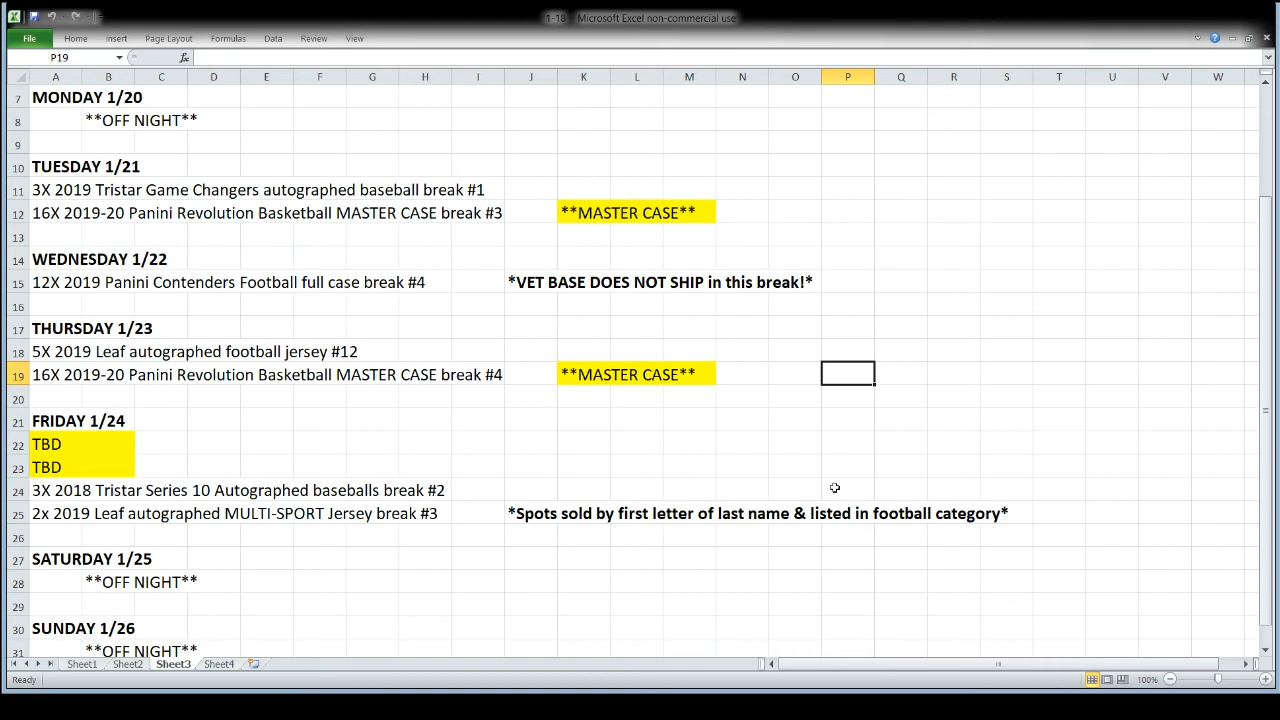 1-18 Microsoft Excel non-commercial use
File Home Insert Page Layout Formulas Data Review View
P19 fx
A B C D E F G H I J K L M N O P Q R S T U V W
7 MONDAY 1/20
8 **OFF NIGHT**
9
10 TUESDAY 1/21
11 3X 2019 Tristar Game Changers autographed baseball break #1
12 16X 2019-20 Panini Revolution Basketball MASTER CASE break #3 **MASTER CASE**
13
14 WEDNESDAY 1/22
15 12X 2019 Panini Contenders Football full case break #4 *VET BASE DOES NOT SHIP in this break!*
16
17 THURSDAY 1/23
18 5X 2019 Leaf autographed football jersey #12
19 16X 2019-20 Panini Revolution Basketball MASTER CASE break #4 **MASTER CASE**
20
21 FRIDAY 1/24
22 TBD
23 TBD
24 3X 2018 Tristar Series 10 Autographed baseballs break #2
25 2x 2019 Leaf autographed MULTI-SPORT Jersey break #3 *Spots sold by first letter of last name & listed in football category*
26
27 SATURDAY 1/25
28 **OFF NIGHT**
29
30 SUNDAY 1/26
31 **OFF NIGHT**
Sheet1 Sheet2 Sheet3 Sheet4
Ready 100%